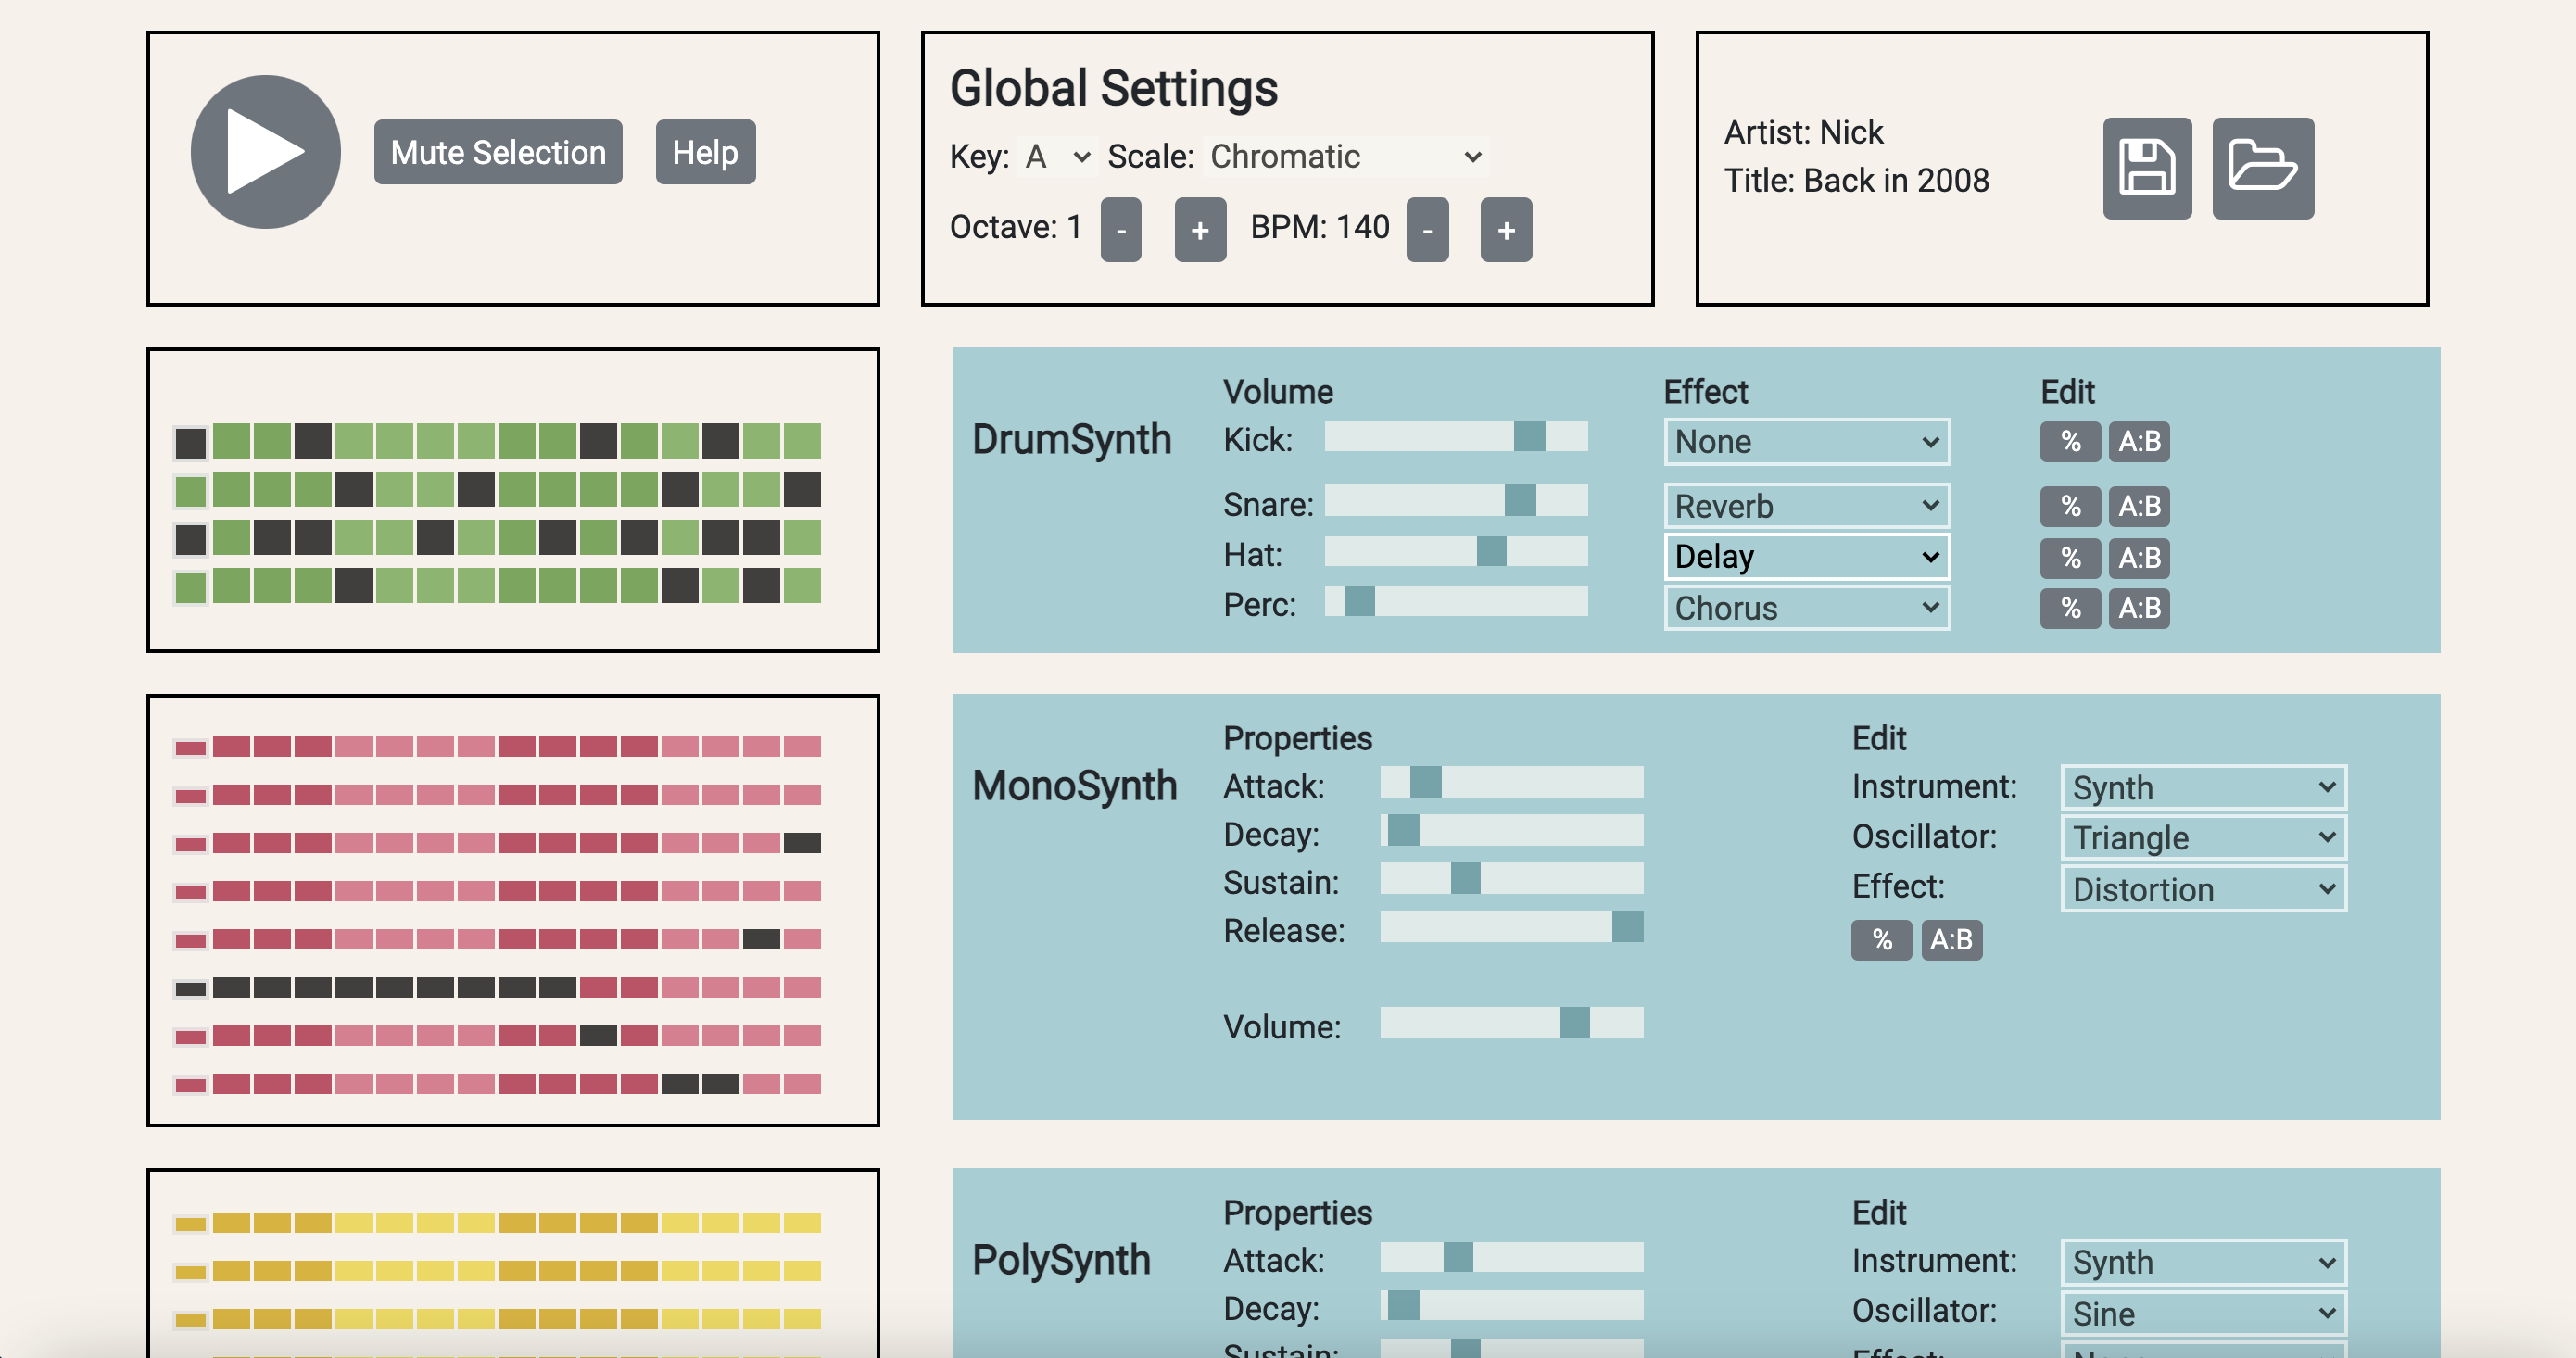 Mute Selection
Help
Global Settings
Key: A Scale: Chromatic
Octave: 1 - + BPM: 140 - +
Artist: Nick
Title: Back in 2008
DrumSynth
Volume
Effect
Edit
Kick:
None
% A:B
Snare:
Reverb
% A:B
Hat:
Delay
% A:B
Perc:
Chorus
% A:B
MonoSynth
Properties
Attack:
Decay:
Sustain:
Release:
Volume:
Edit
Instrument: Synth
Oscillator: Triangle
Effect: Distortion
% A:B
PolySynth
Properties
Attack:
Decay:
Sustain:
Edit
Instrument: Synth
Oscillator: Sine
Effect: